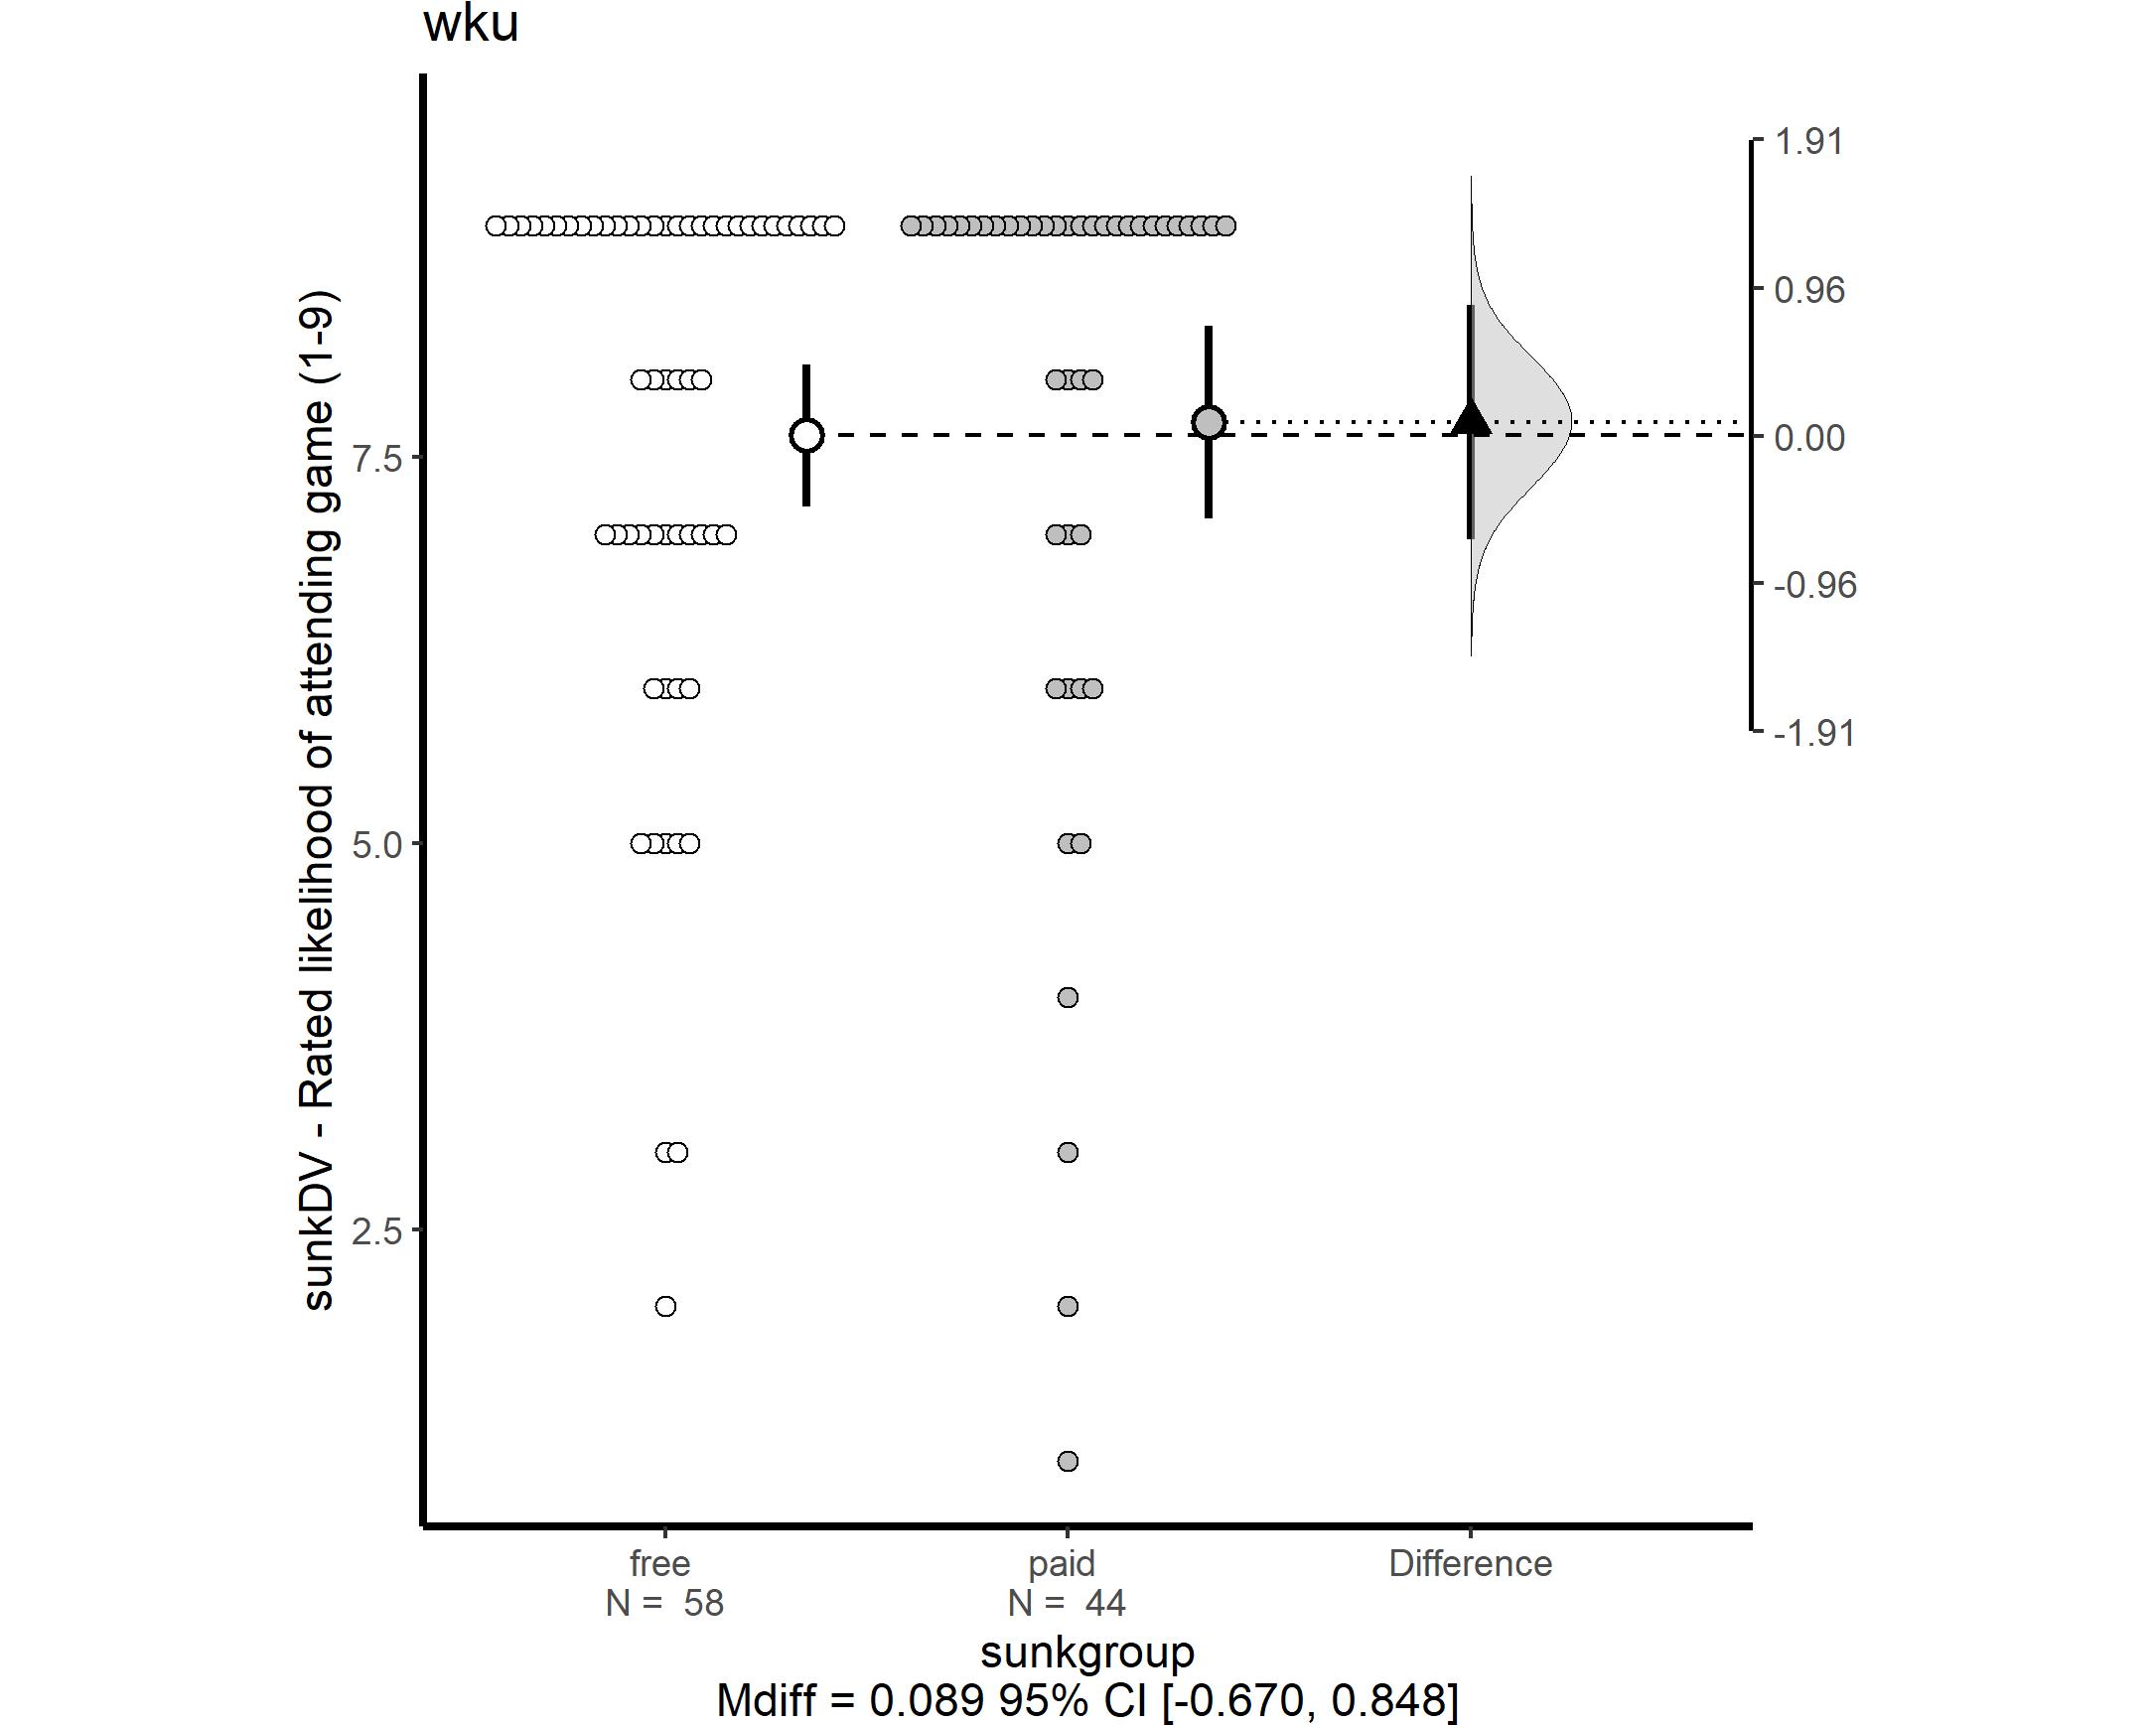 wku
sunkDV - Rated likelihood of attending game (1-9)
7.5
5.0
2.5
1.91
0.96
0.00
-0.96
-1.91
free
N =  58
paid
N =  44
Difference
sunkgroup
Mdiff = 0.089 95% CI [-0.670, 0.848]